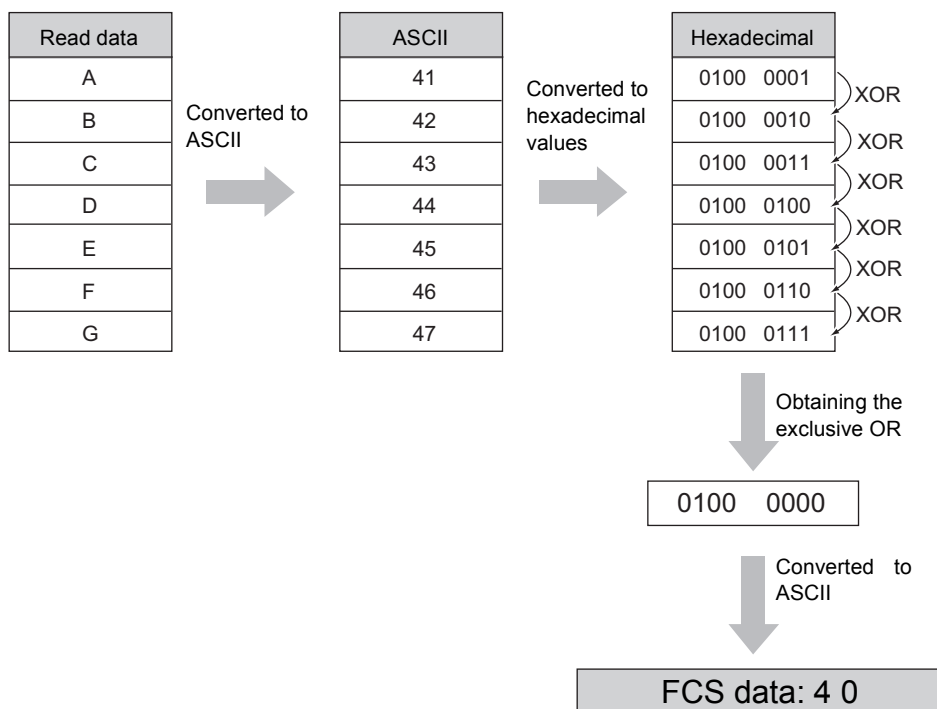 Read data
A
B
C
D
E
F
G
Converted to
ASCII
ASCII
41
42
43
44
45
46
47
Converted to
hexadecimal
values
Hexadecimal
0100 0001
0100 0010
0100 0011
0100 0100
0100 0101
0100 0110
0100 0111
XOR
XOR
XOR
XOR
XOR
XOR
Obtaining the
exclusive OR
0100 0000
Converted to
ASCII
FCS data: 4 0